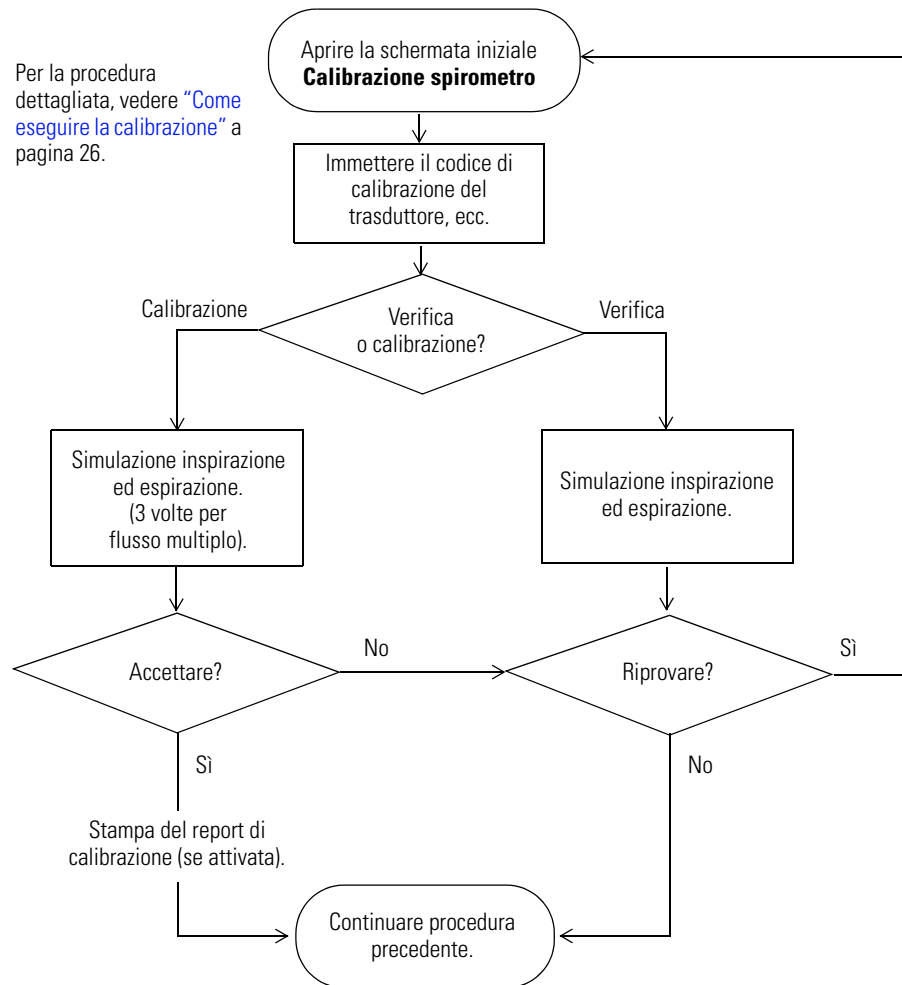 Aprire la schermata iniziale
Calibrazione spirometro
Per la procedura
dettagliata, vedere “Come
eseguire la calibrazione” a
pagina 26.
Immettere il codice di
calibrazione del
trasduttore, ecc.
Calibrazione
Verifica
o calibrazione?
Verifica
Simulazione inspirazione
ed espirazione.
(3 volte per
flusso multiplo).
Simulazione inspirazione
ed espirazione.
Accettare?
No
Riprovare?
Sì
Sì
No
Stampa del report di
calibrazione (se attivata).
Continuare procedura
precedente.